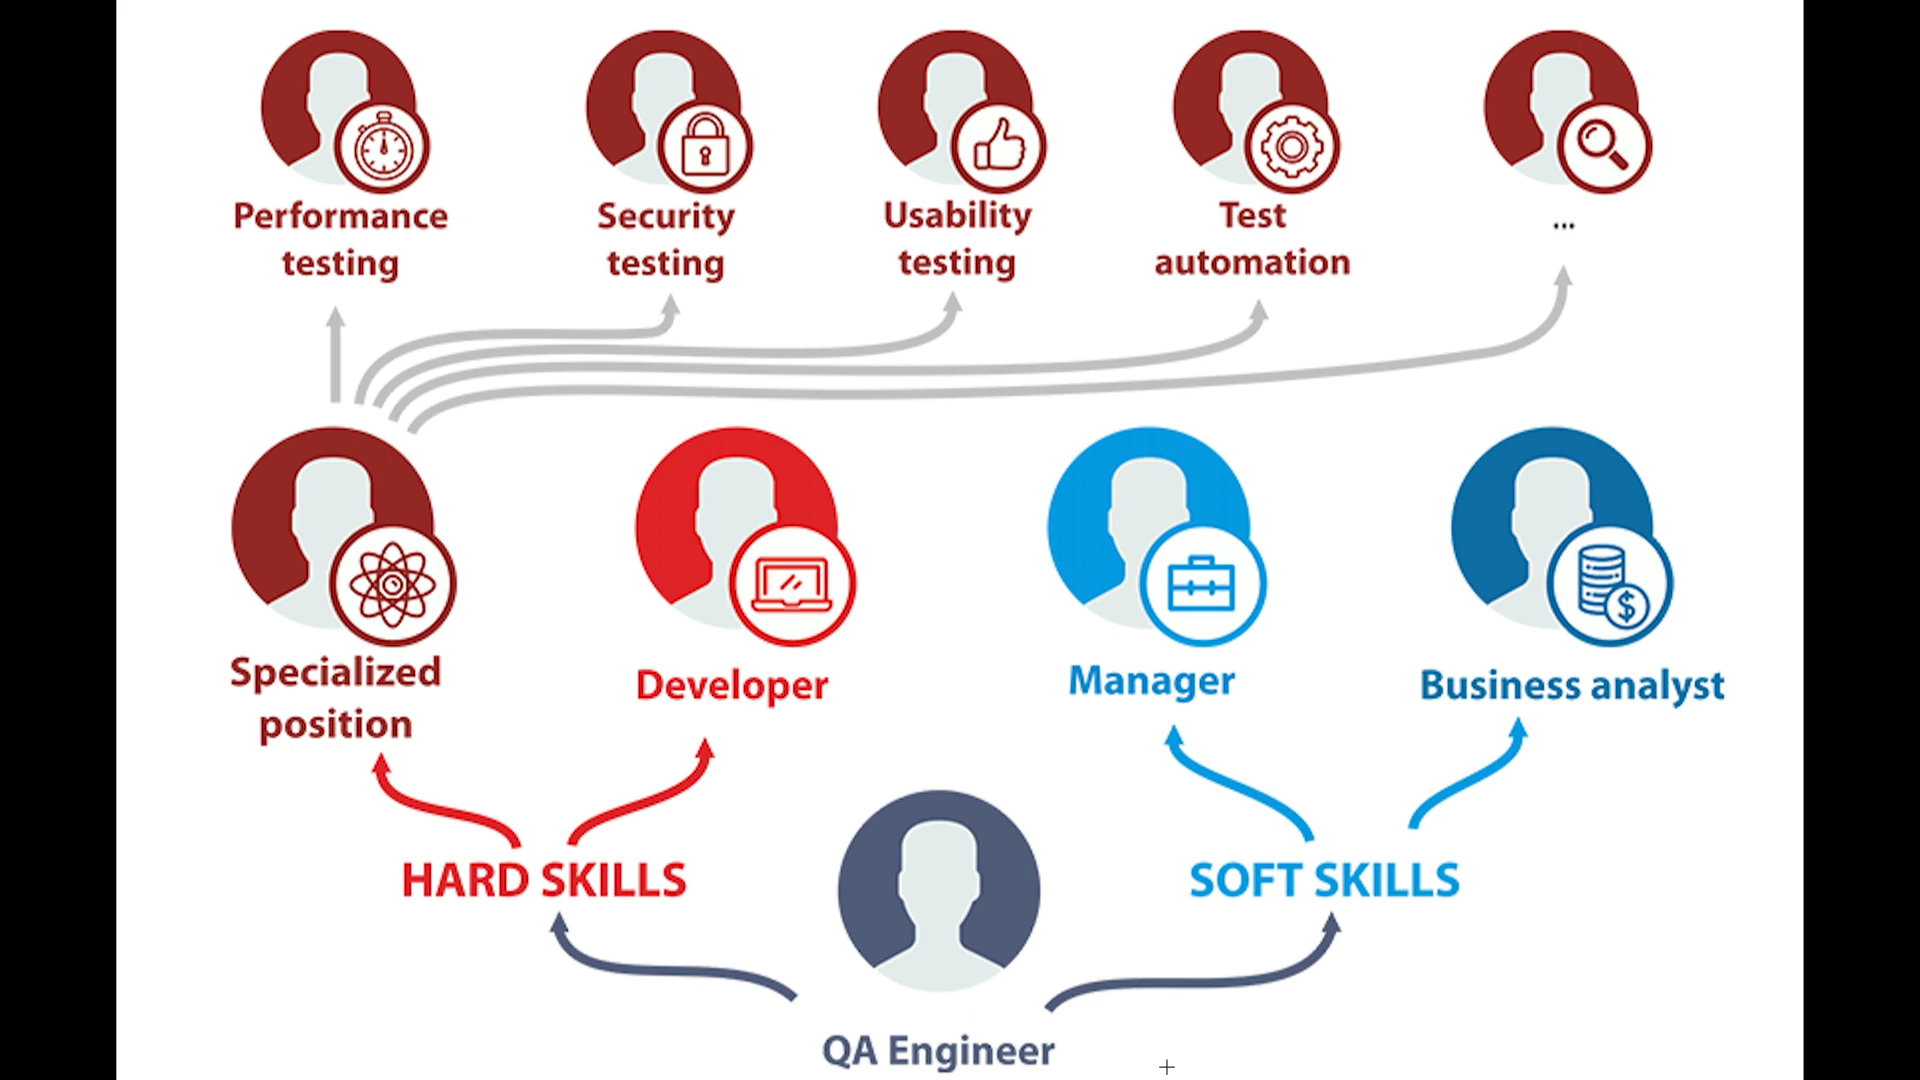 Performance
testing
Security
testing
Usability
testing
Test
automation
...
Specialized
position
Developer
Manager
Business analyst
HARD SKILLS
SOFT SKILLS
QA Engineer
$